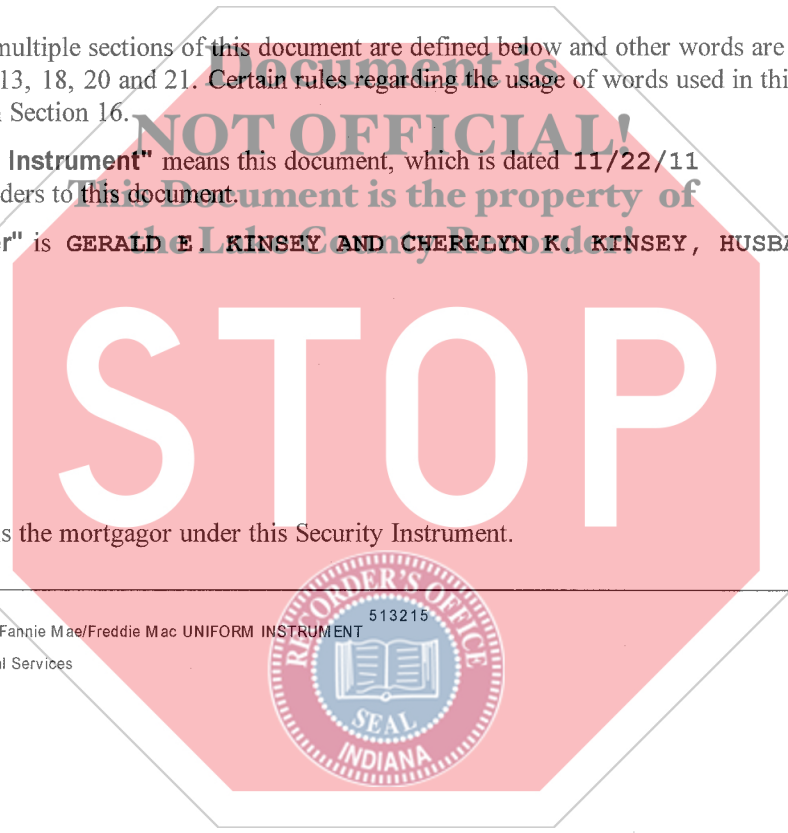 multiple sections of this document are defined below and other words are
13, 18, 20 and 21. Certain rules regarding the usage of words used in thi
Section 16.
Document is
NOT OFFICIAL!
Instrument" means this document, which is dated 11/22/11
ders to this document.
This Document is the property of
the Lake County Recorder!
r" is GERALD E. KINSEY AND CHERELYN K. KINSEY, HUSBA
STOP
s the mortgagor under this Security Instrument.
RECORDER'S OFFICE
513215
Fannie Mae/Freddie Mac UNIFORM INSTRUMENT
al Services
SEAL
INDIANA